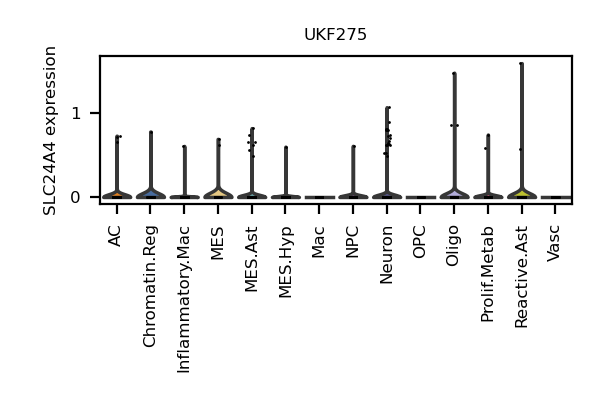 UKF275
SLC24A4 expression
1
0
AC
Chromatin.Reg
Inflammatory.Mac
MES
MES.Ast
MES.Hyp
Mac
NPC
Neuron
OPC
Oligo
Prolif.Metab
Reactive.Ast
Vasc